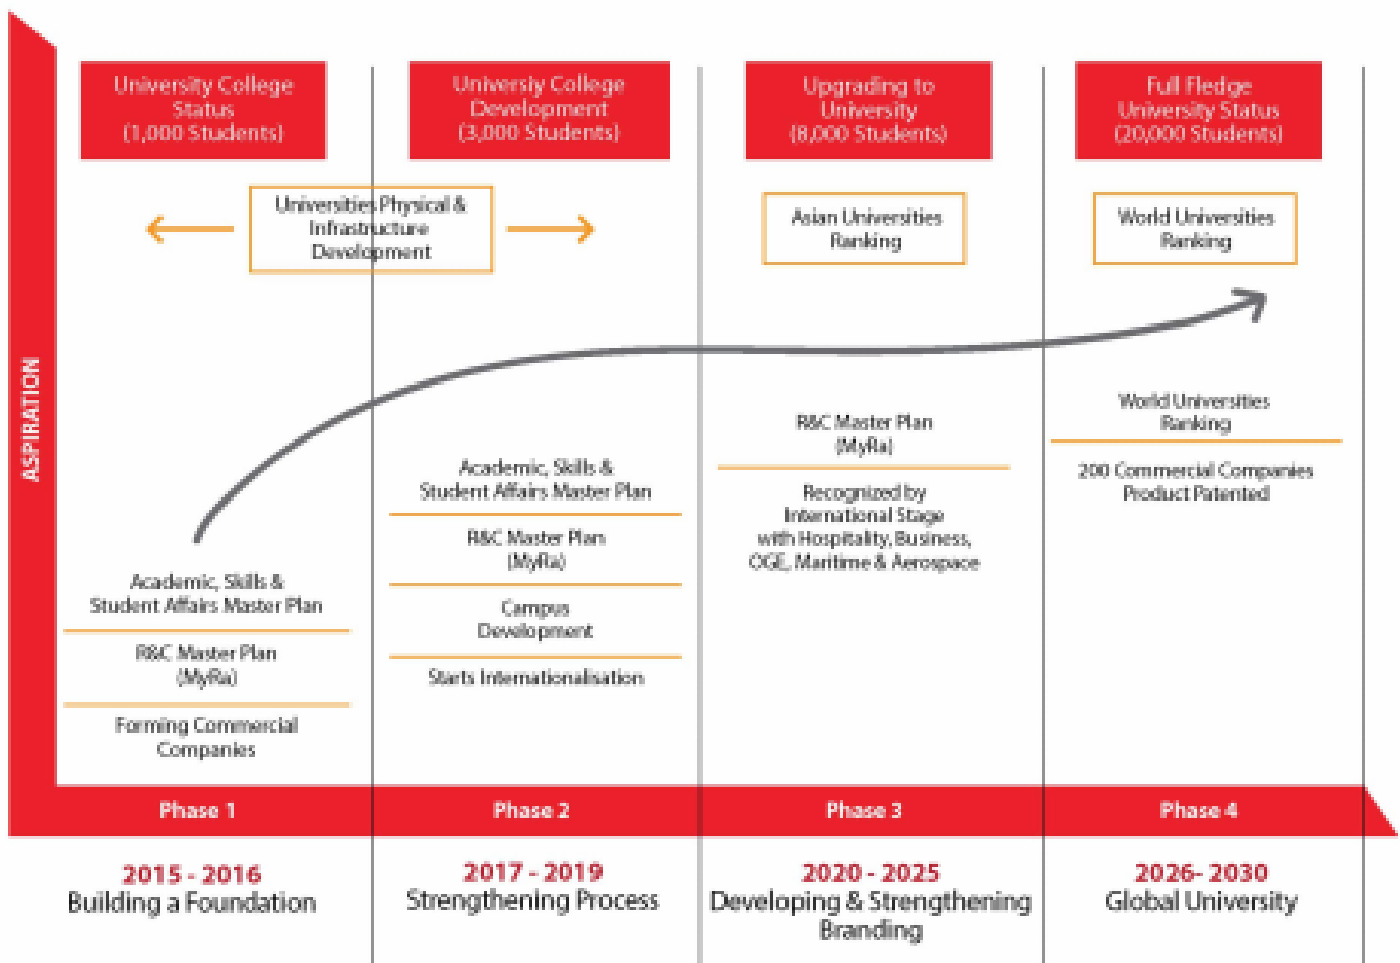 University College
Status
(1,000 Students)
Universiy College
Development
(3,000 Students)
Upgrading to
University
(8,000 Students)
Full Fledge
University Status
(20,000 Students)
Universities Physical &
Infrastructure
Development
Asian Universities
Ranking
World Universities
Ranking
ASPIRATION
Academic, Skills &
Student Affairs Master Plan
R&C Master Plan
(MyRa)
Forming Commercial
Companies
Academic, Skills &
Student Affairs Master Plan
R&C Master Plan
(MyRa)
Campus
Development
Starts Internationalisation
R&C Master Plan
(MyRa)
Recognized by
International Stage
with Hospitality, Business,
OGE, Maritime & Aerospace
World Universities
Ranking
200 Commercial Companies
Product Patented
Phase 1
Phase 2
Phase 3
Phase 4
2015 - 2016
Building a Foundation
2017 - 2019
Strengthening Process
2020 - 2025
Developing & Strengthening
Branding
2026- 2030
Global University